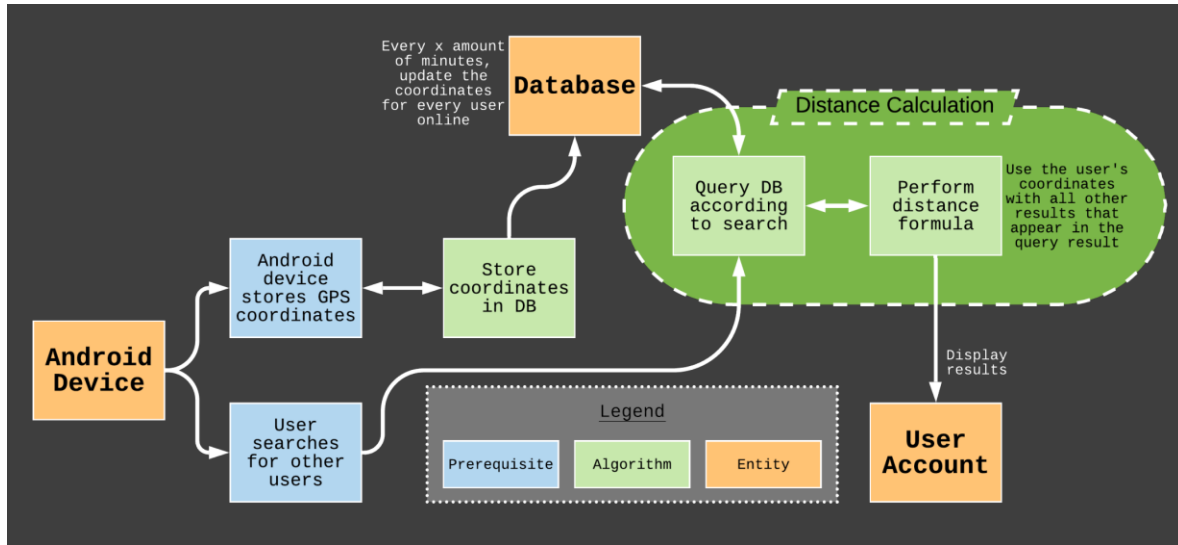 Every x amount
of minutes,
update the
coordinates
for every user
online
Database
Distance Calculation
Query DB
according
to search
Perform
distance
formula
Use the user's
coordinates
with all other
results that
appear in the
query result
Android
device
stores GPS
coordinates
Store
coordinates
in DB
Android
Device
User
searches
for other
users
Display
results
User
Account
Legend
Prerequisite
Algorithm
Entity